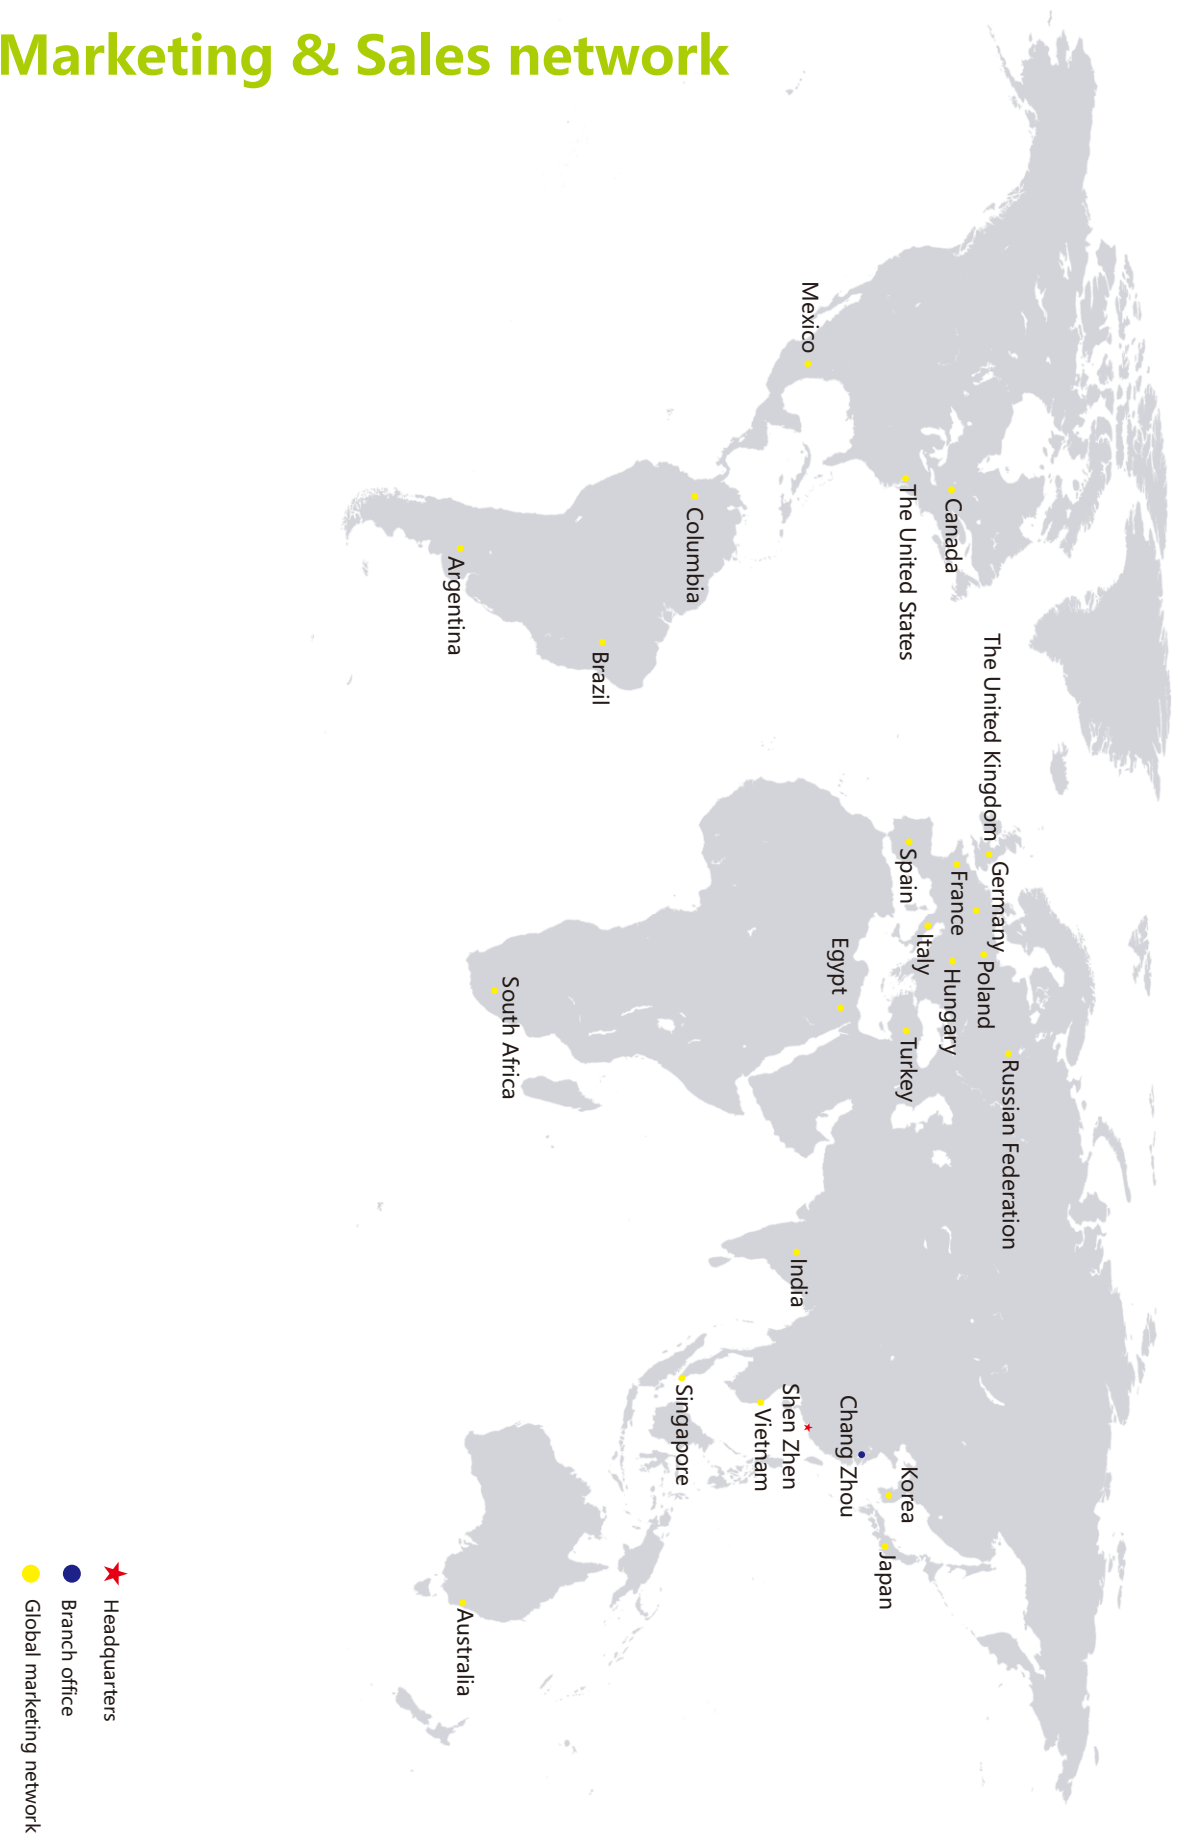 Marketing & Sales network
Canada
The United States
Mexico
Columbia
Brazil
Argentina
The United Kingdom
Germany
France
Poland
Hungary
Spain
Italy
Turkey
Russian Federation
Egypt
South Africa
India
Korea
Japan
Chang Zhou
Shen Zhen
Vietnam
Singapore
Australia
Headquarters
Branch office
Global marketing network